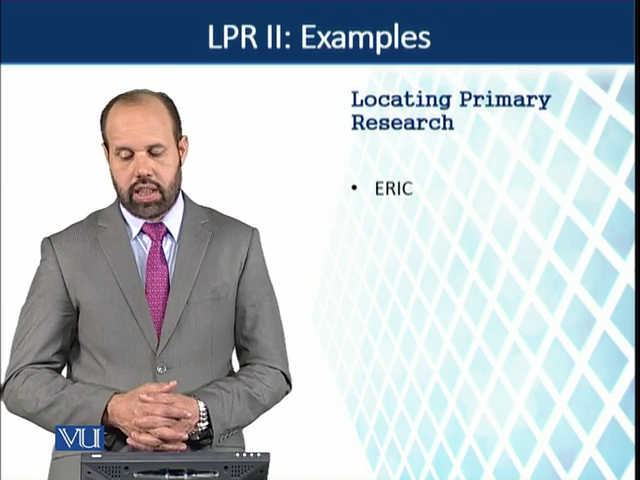 LPR II: Examples
Locating Primary
Research
• ERIC
VU